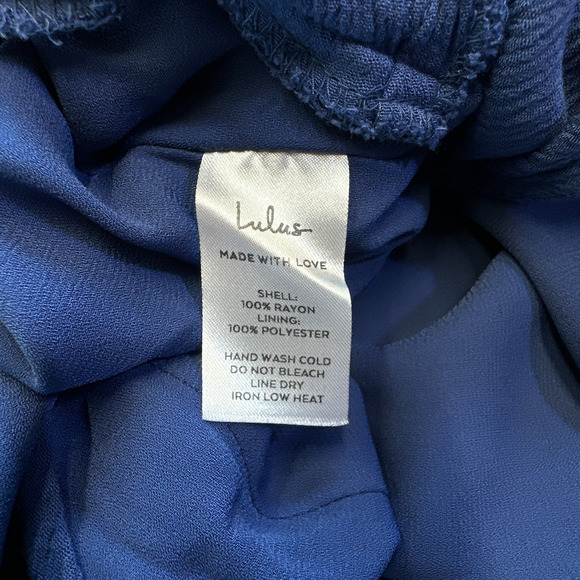 Lulus
MADE WITH LOVE
SHELL:
100% RAYON
LINING:
100% POLYESTER
HAND WASH COLD
DO NOT BLEACH
LINE DRY
IRON LOW HEAT